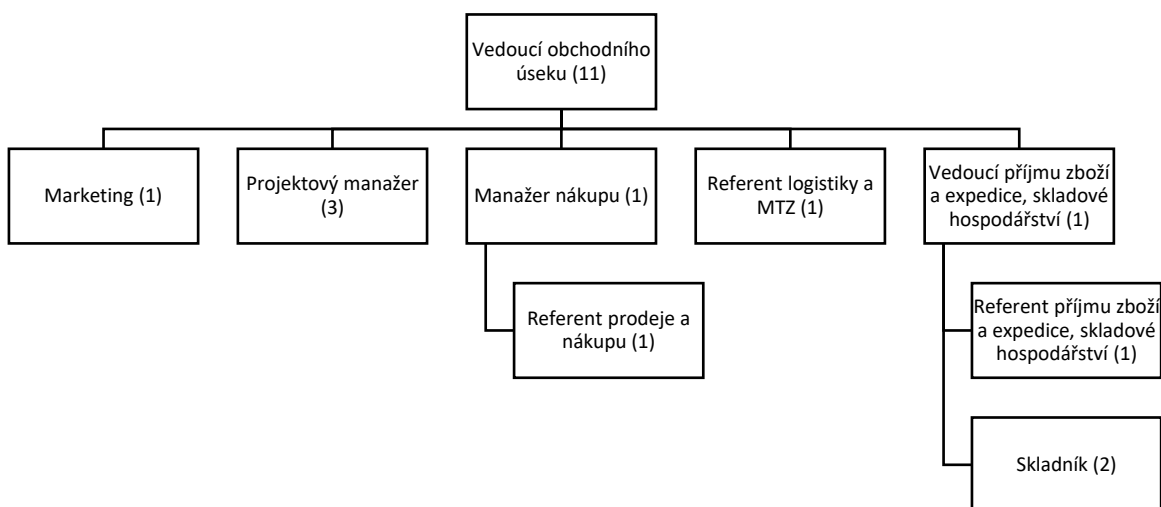 Vedoucí obchodního
úseku (11)
Marketing (1)
Projektový manažer
(3)
Manažer nákupu (1)
Referent logistiky a
MTZ (1)
Vedoucí příjmu zboží
a expedice, skladové
hospodářství (1)
Referent prodeje a
nákupu (1)
Referent příjmu zboží
a expedice, skladové
hospodářství (1)
Skladník (2)